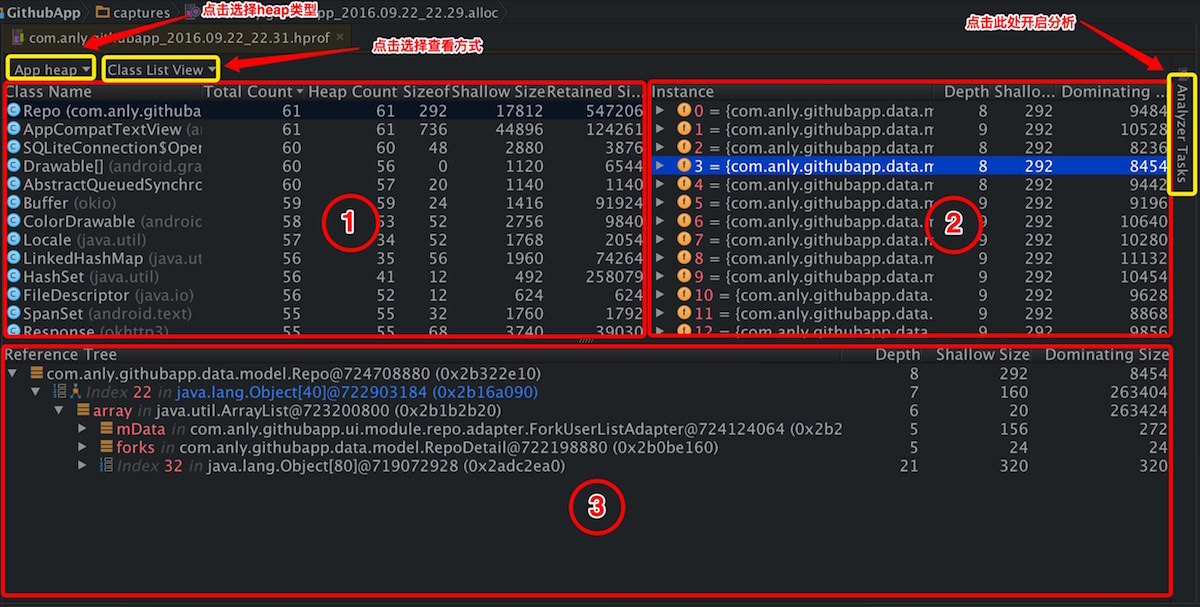 GithubApp captures 点击选择heap类型 app_2016.09.22_22.29.alloc
点击此处开启分析
com.anly.githubapp_2016.09.22_22.31.hprof
点击选择查看方式
App heap Class List View
Class Name Total Count Heap Count Sizeof Shallow Size Retained Si...
Repo (com.anly.githuba 61 61 292 17812 547206
AppCompatTextView (an 61 61 736 44896 124261
SQLiteConnection$Oper 60 60 48 2880 3876
Drawable[] (android.gra 60 56 0 1120 6544
AbstractQueuedSynchro 60 57 20 1140 1140
Buffer (okio) 59 59 24 1416 91924
ColorDrawable (androic 58 53 52 2756 9840
Locale (java.util) 57 34 52 1768 2054
LinkedHashMap (java.ut 56 35 56 1960 74264
HashSet (java.util) 56 41 12 492 258079
FileDescriptor (java.io) 56 52 12 624 624
SpanSet (android.text) 55 55 32 1760 1792
Response (okhttp3) 55 55 68 3740 39030
1
Instance Depth Shallo... Dominating ...
0 = {com.anly.githubapp.data.m 8 292 9484
1 = {com.anly.githubapp.data.m 8 292 10528
2 = {com.anly.githubapp.data.m 8 292 8236
3 = {com.anly.githubapp.data.m 8 292 8454
4 = {com.anly.githubapp.data.m 8 292 9442
5 = {com.anly.githubapp.data.m 9 292 9196
6 = {com.anly.githubapp.data.m 9 292 10640
7 = {com.anly.githubapp.data.m 9 292 10280
8 = {com.anly.githubapp.data.m 9 292 11132
9 = {com.anly.githubapp.data.m 9 292 10454
10 = {com.anly.githubapp.data. 9 292 9628
11 = {com.anly.githubapp.data. 9 292 8868
12 = {com.anly.githubapp.data. 9 292 9856
2
Analyzer Tasks
Reference Tree Depth Shallow Size Dominating Size
com.anly.githubapp.data.model.Repo@724708880 (0x2b322e10) 8 292 8454
Index 22 in java.lang.Object[40]@722903184 (0x2b16a090) 7 160 263404
array in java.util.ArrayList@723200800 (0x2b1b2b20) 6 20 263424
mData in com.anly.githubapp.ui.module.repo.adapter.ForkUserListAdapter@724124064 (0x2b2 5 156 272
forks in com.anly.githubapp.data.model.RepoDetail@722198880 (0x2b0be160) 5 24 24
Index 32 in java.lang.Object[80]@719072928 (0x2adc2ea0) 21 320 320
3